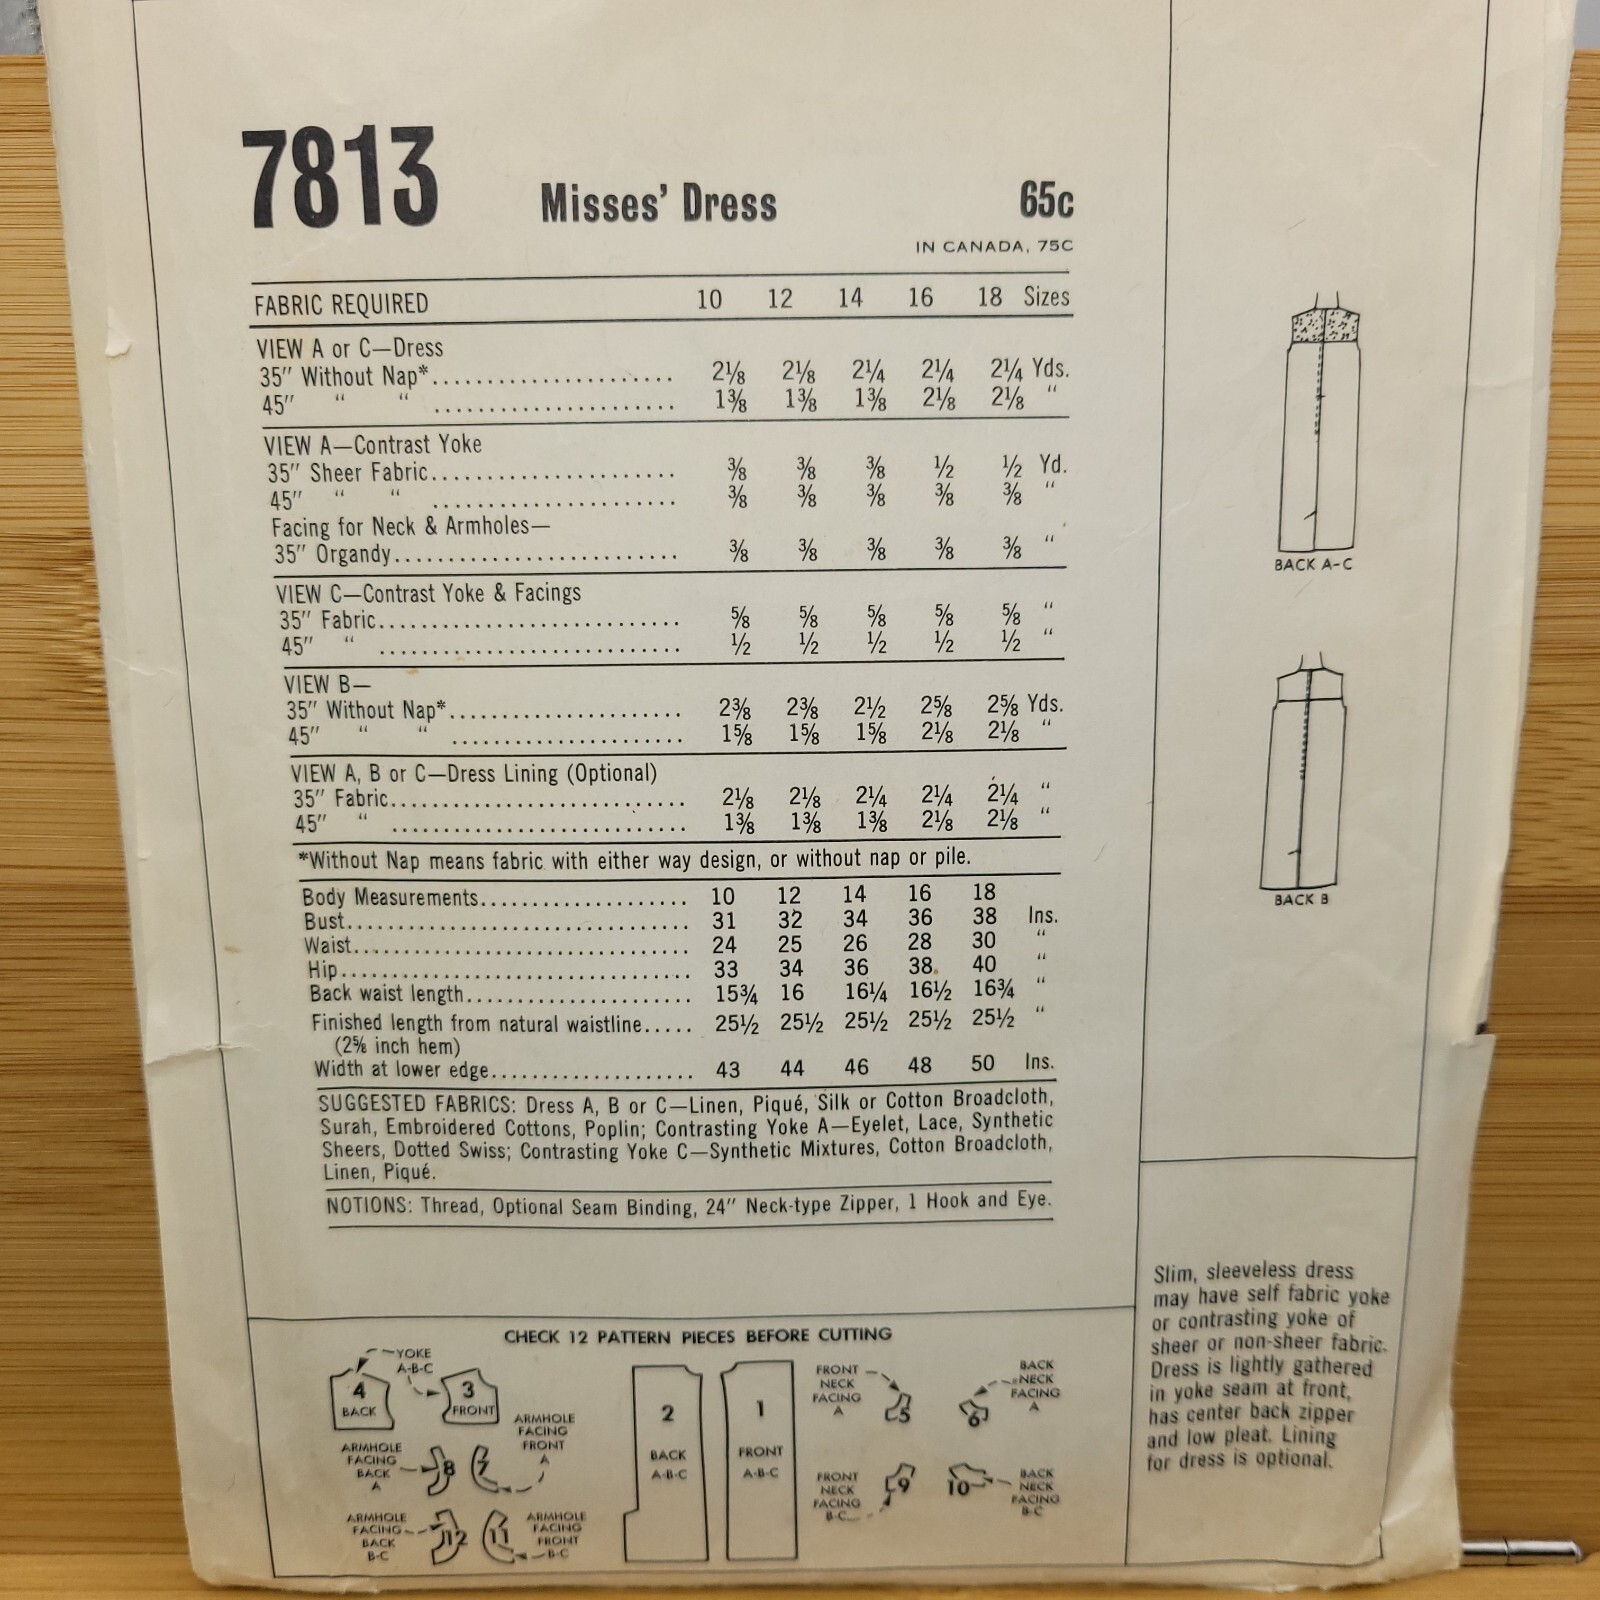 7813
Misses' Dress
65c
IN CANADA, 75C
FABRIC REQUIRED 10 12 14 16 18 Sizes
VIEW A or C—Dress
35" Without Nap*...................... 2⅛ 2⅛ 2¼ 2¼ 2¼ Yds.
45" " " ...................... 1⅜ 1⅜ 1⅜ 2⅛ 2⅛ "
VIEW A—Contrast Yoke
35" Sheer Fabric...................... ⅜ ⅜ ⅜ ½ ½ Yd.
45" " " ...................... ⅜ ⅜ ⅜ ⅜ ⅜ "
Facing for Neck & Armholes—
35" Organdy......................... ⅜ ⅜ ⅜ ⅜ ⅜ "
VIEW C—Contrast Yoke & Facings
35" Fabric........................... ⅝ ⅝ ⅝ ⅝ ⅝ "
45" " ........................... ½ ½ ½ ½ ½ "
VIEW B—
35" Without Nap*..................... 2⅜ 2⅜ 2½ 2⅝ 2⅝ Yds.
45" " " ..................... 1⅝ 1⅝ 1⅝ 2⅛ 2⅛ "
VIEW A, B or C—Dress Lining (Optional)
35" Fabric........................... 2⅛ 2⅛ 2¼ 2¼ 2¼ "
45" " ........................... 1⅜ 1⅜ 1⅜ 2⅛ 2⅛ "
*Without Nap means fabric with either way design, or without nap or pile.
Body Measurements................... 10 12 14 16 18
Bust................................. 31 32 34 36 38 Ins.
Waist................................ 24 25 26 28 30 "
Hip.................................. 33 34 36 38 40 "
Back waist length..................... 15¾ 16 16¼ 16½ 16¾ "
Finished length from natural waistline..... 25½ 25½ 25½ 25½ 25½ "
(2⅝ inch hem)
Width at lower edge................... 43 44 46 48 50 Ins.
SUGGESTED FABRICS: Dress A, B or C—Linen, Piqué, Silk or Cotton Broadcloth,
Surah, Embroidered Cottons, Poplin; Contrasting Yoke A—Eyelet, Lace, Synthetic
Sheers, Dotted Swiss; Contrasting Yoke C—Synthetic Mixtures, Cotton Broadcloth,
Linen, Piqué.
NOTIONS: Thread, Optional Seam Binding, 24" Neck-type Zipper, 1 Hook and Eye.
BACK A-C
BACK B
Slim, sleeveless dress
may have self fabric yoke
or contrasting yoke of
sheer or non-sheer fabric.
Dress is lightly gathered
in yoke seam at front,
has center back zipper
and low pleat. Lining
for dress is optional.
CHECK 12 PATTERN PIECES BEFORE CUTTING
YOKE
A-B-C
4
BACK
3
FRONT
ARMHOLE
FACING
FRONT
A
7
ARMHOLE
FACING
BACK
A
8
ARMHOLE
FACING
BACK
B-C
12
11
ARMHOLE
FACING
FRONT
B-C
2
BACK
A-B-C
1
FRONT
A-B-C
FRONT
NECK
FACING
A
5
6
BACK
NECK
FACING
A
FRONT
NECK
FACING
B-C
9
10
BACK
NECK
FACING
B-C